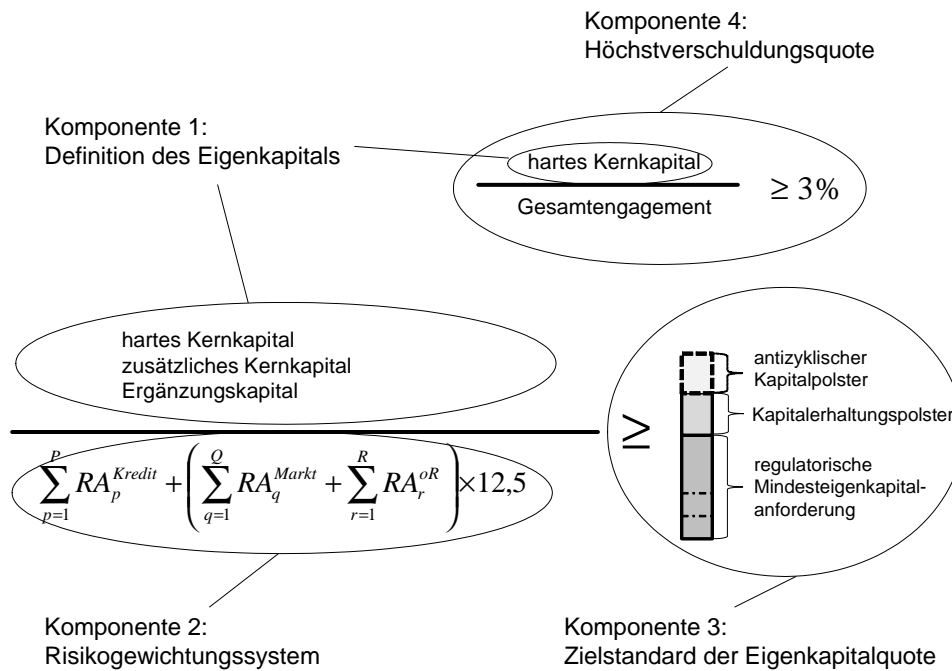 Komponente 4:
Höchstverschuldungsquote
Komponente 1:
Definition des Eigenkapitals
hartes Kernkapital
Gesamtengagement
≥ 3%
hartes Kernkapital
zusätzliches Kernkapital
Ergänzungskapital
∑_{p=1}^{P} RA_p^{Kredit} + ( ∑_{q=1}^{Q} RA_q^{Markt} + ∑_{r=1}^{R} RA_r^{oR} ) ×12,5
≥
antizyklischer
Kapitalpolster
Kapitalerhaltungspolster
regulatorische
Mindesteigenkapital-
anforderung
Komponente 2:
Risikogewichtungssystem
Komponente 3:
Zielstandard der Eigenkapitalquote